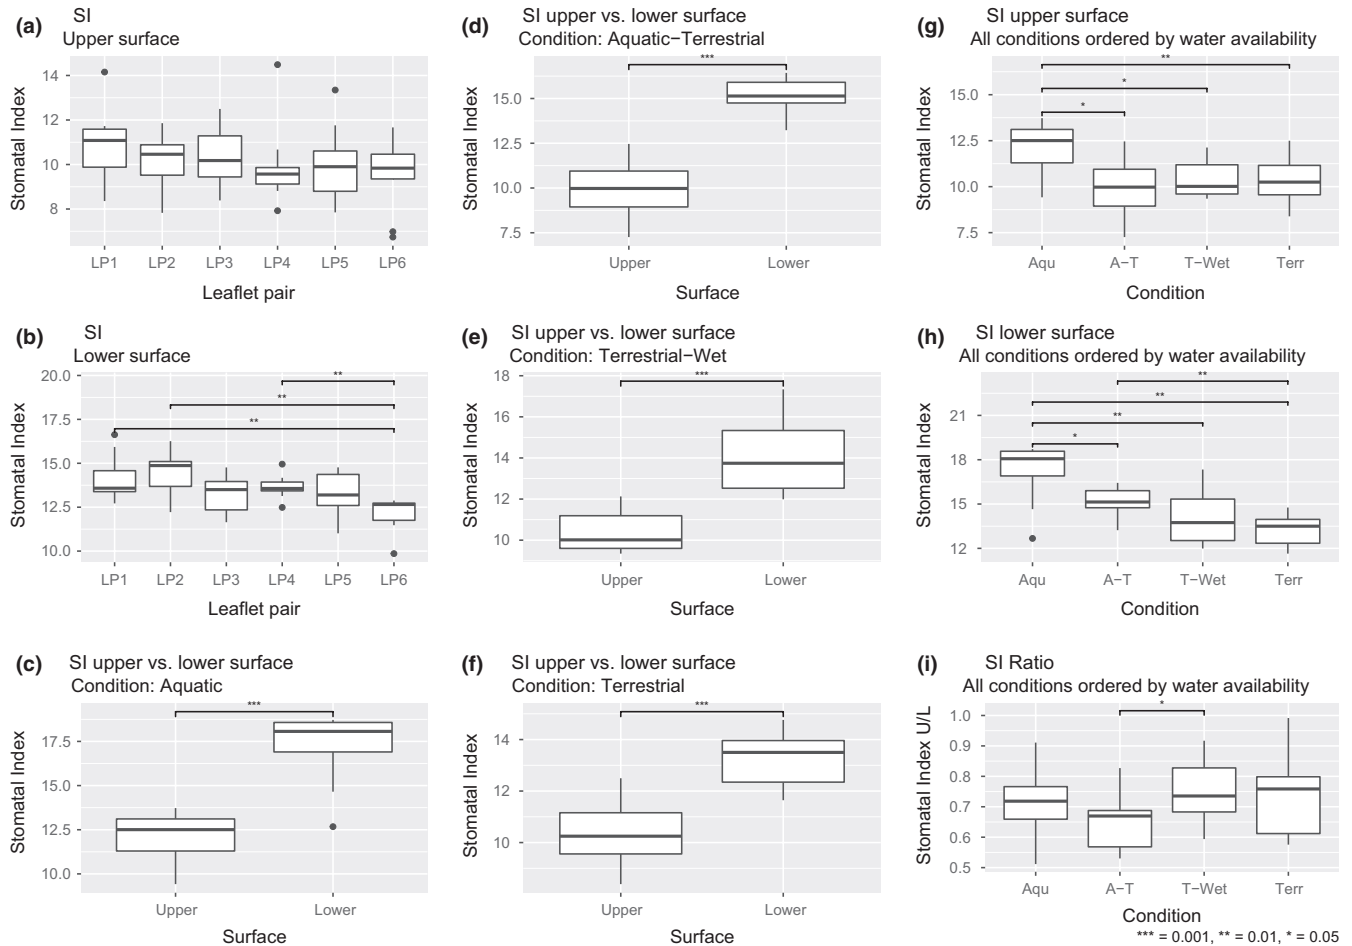 (a) SI
Upper surface
Stomatal Index
14
12
10
8
LP1 LP2 LP3 LP4 LP5 LP6
Leaflet pair
(b) SI
Lower surface
Stomatal Index
20.0
17.5
15.0
12.5
10.0
**
**
**
LP1 LP2 LP3 LP4 LP5 LP6
Leaflet pair
(c) SI upper vs. lower surface
Condition: Aquatic
Stomatal Index
17.5
15.0
12.5
10.0
***
Upper Lower
Surface
(d) SI upper vs. lower surface
Condition: Aquatic−Terrestrial
Stomatal Index
15.0
12.5
10.0
7.5
***
Upper Lower
Surface
(e) SI upper vs. lower surface
Condition: Terrestrial−Wet
Stomatal Index
18
16
14
12
10
***
Upper Lower
Surface
(f) SI upper vs. lower surface
Condition: Terrestrial
Stomatal Index
14
12
10
***
Upper Lower
Surface
(g) SI upper surface
All conditions ordered by water availability
Stomatal Index
15.0
12.5
10.0
7.5
**
*
*
Aqu A−T T−Wet Terr
Condition
(h) SI lower surface
All conditions ordered by water availability
Stomatal Index
21
18
15
12
**
**
**
*
Aqu A−T T−Wet Terr
Condition
(i) SI Ratio
All conditions ordered by water availability
Stomatal Index U/L
1.0
0.9
0.8
0.7
0.6
0.5
*
Aqu A−T T−Wet Terr
Condition
*** = 0.001, ** = 0.01, * = 0.05